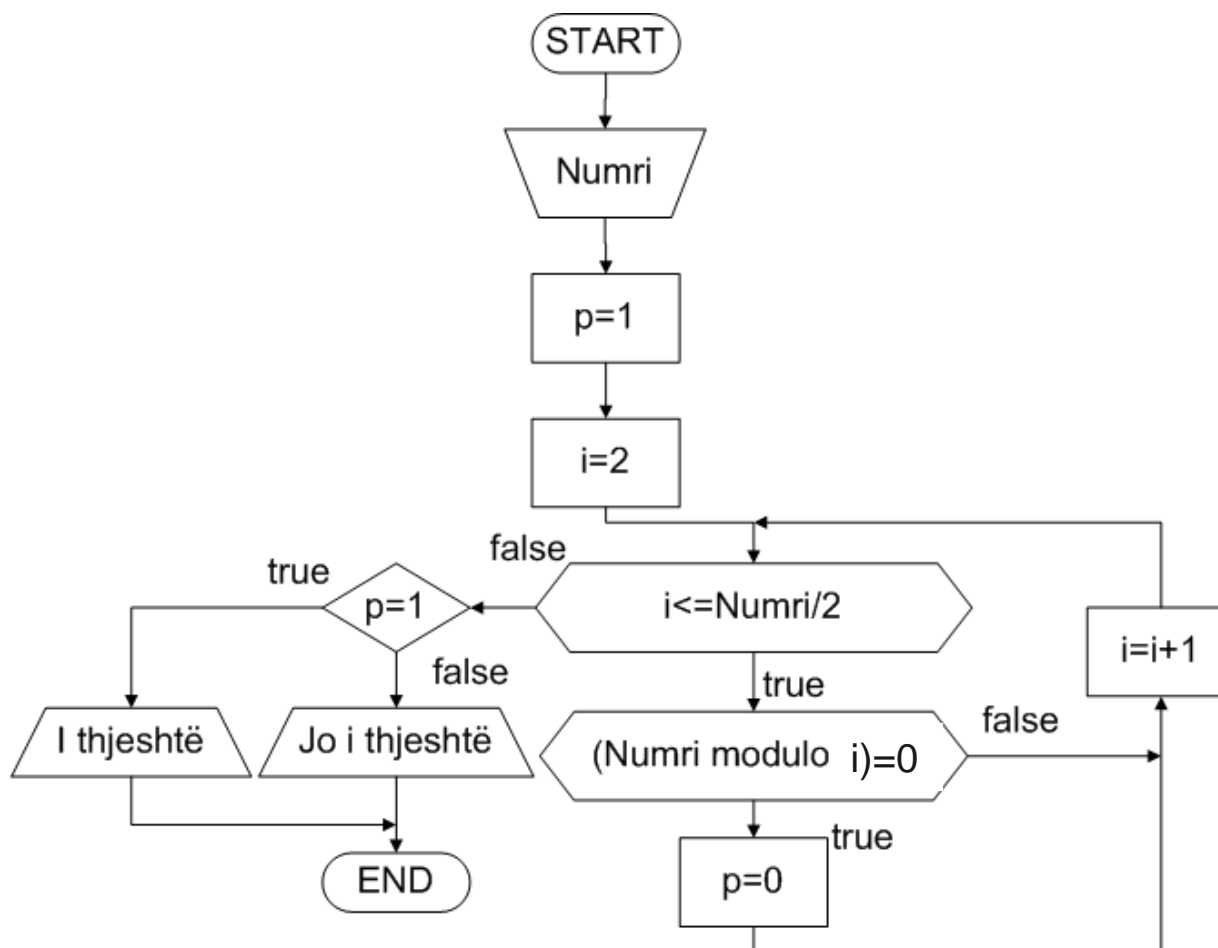 START
Numri
p=1
i=2
false
true
p=1
i<=Numri/2
i=i+1
false
true
false
I thjeshtë
Jo i thjeshtë
(Numri modulo i)=0
true
END
p=0